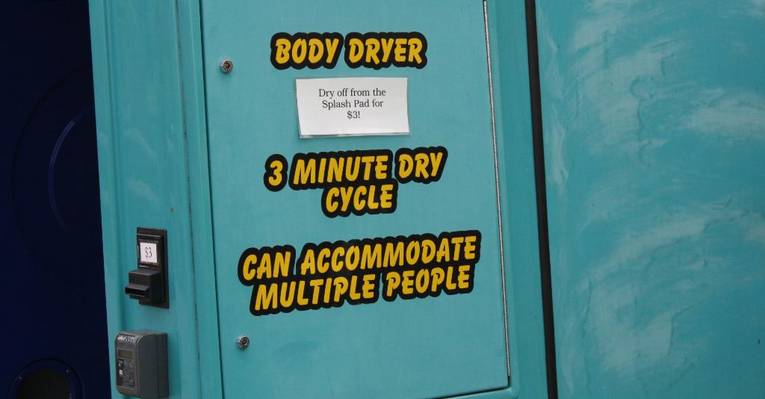 BODY DRYER
Dry off from the
Splash Pad for
$3!
3 MINUTE DRY
CYCLE
CAN ACCOMMODATE
MULTIPLE PEOPLE
$3